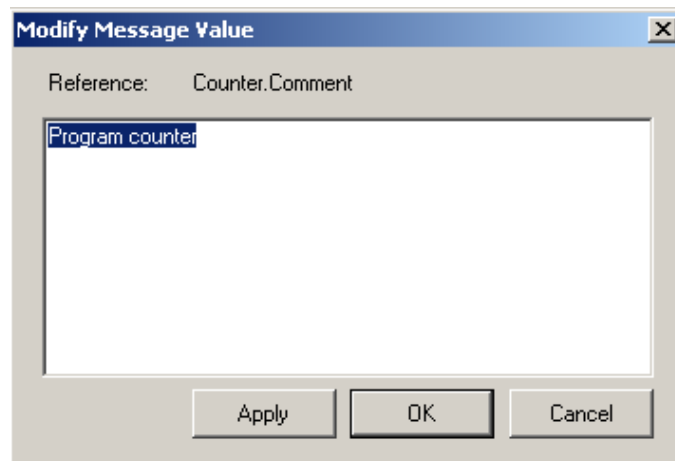 Modify Message Value
Reference: Counter.Comment
Program counter
Apply OK Cancel